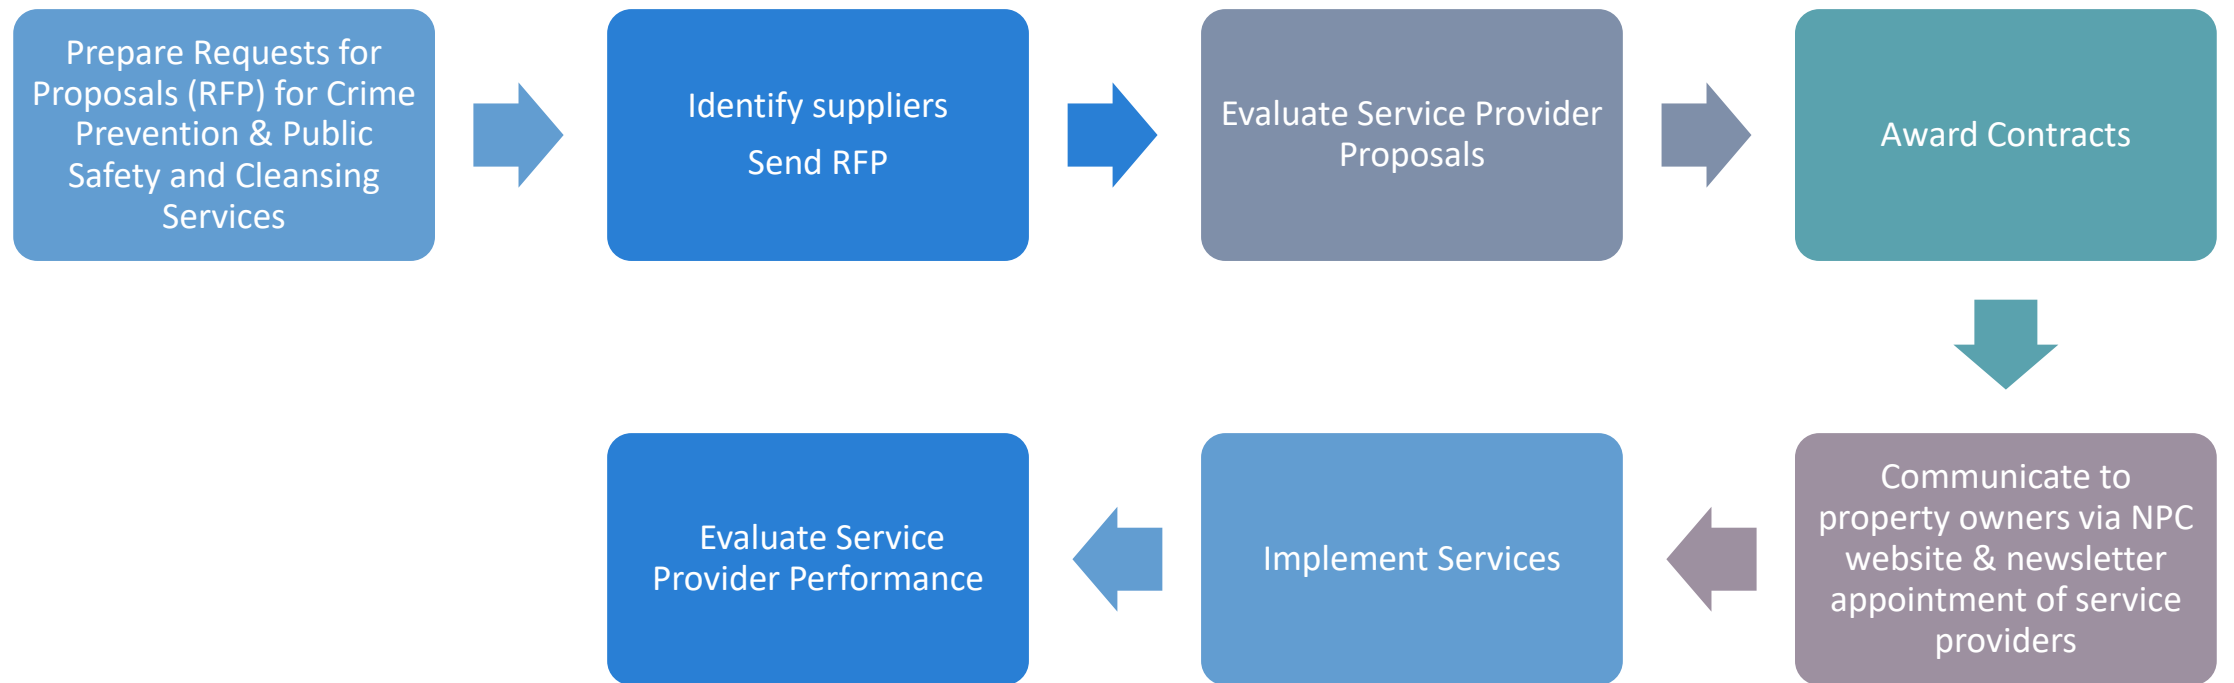 Prepare Requests for
Proposals (RFP) for Crime
Prevention & Public
Safety and Cleansing
Services
Identify suppliers
Send RFP
Evaluate Service Provider
Proposals
Award Contracts
Communicate to
property owners via NPC
website & newsletter
appointment of service
providers
Implement Services
Evaluate Service
Provider Performance